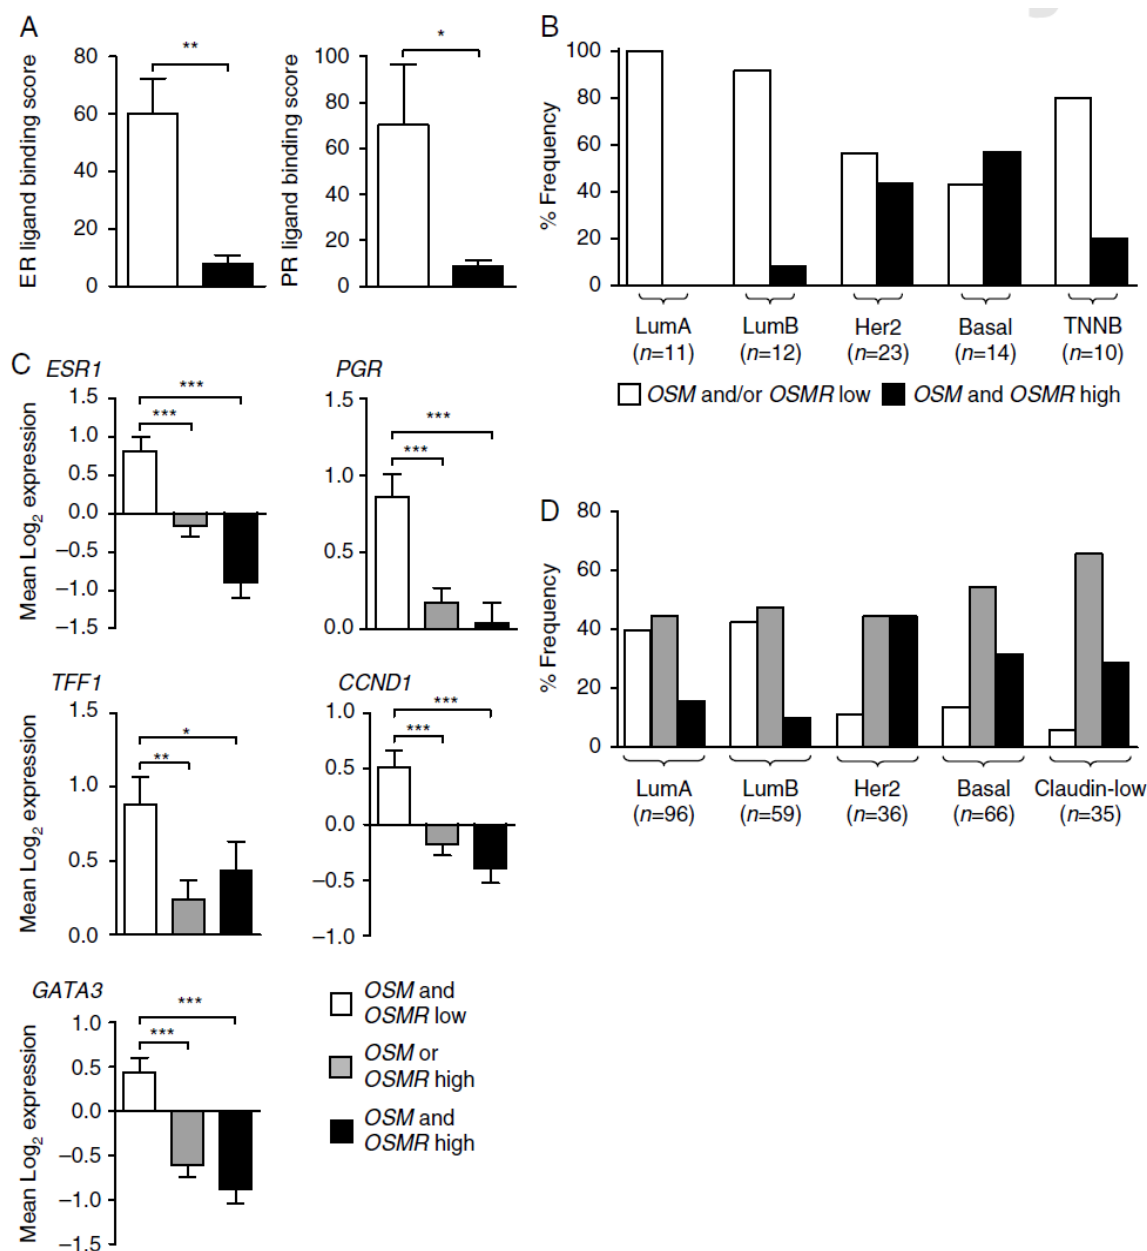 A
ER ligand binding score
80
60
40
20
0
**
PR ligand binding score
100
80
60
40
20
0
*
B
% Frequency
100
80
60
40
20
0
LumA
(n=11)
LumB
(n=12)
Her2
(n=23)
Basal
(n=14)
TNNB
(n=10)
OSM and/or OSMR low
OSM and OSMR high
C
ESR1
Mean Log2 expression
1.5
1.0
0.5
0.0
–0.5
–1.0
–1.5
***
***
PGR
1.5
1.0
0.5
0.0
***
***
TFF1
Mean Log2 expression
1.5
1.0
0.5
0.0
*
**
CCND1
1.0
0.5
0.0
–0.5
–1.0
***
***
GATA3
Mean Log2 expression
1.0
0.5
0.0
–0.5
–1.0
–1.5
***
***
OSM and
OSMR low
OSM or
OSMR high
OSM and
OSMR high
D
% Frequency
80
60
40
20
0
LumA
(n=96)
LumB
(n=59)
Her2
(n=36)
Basal
(n=66)
Claudin-low
(n=35)